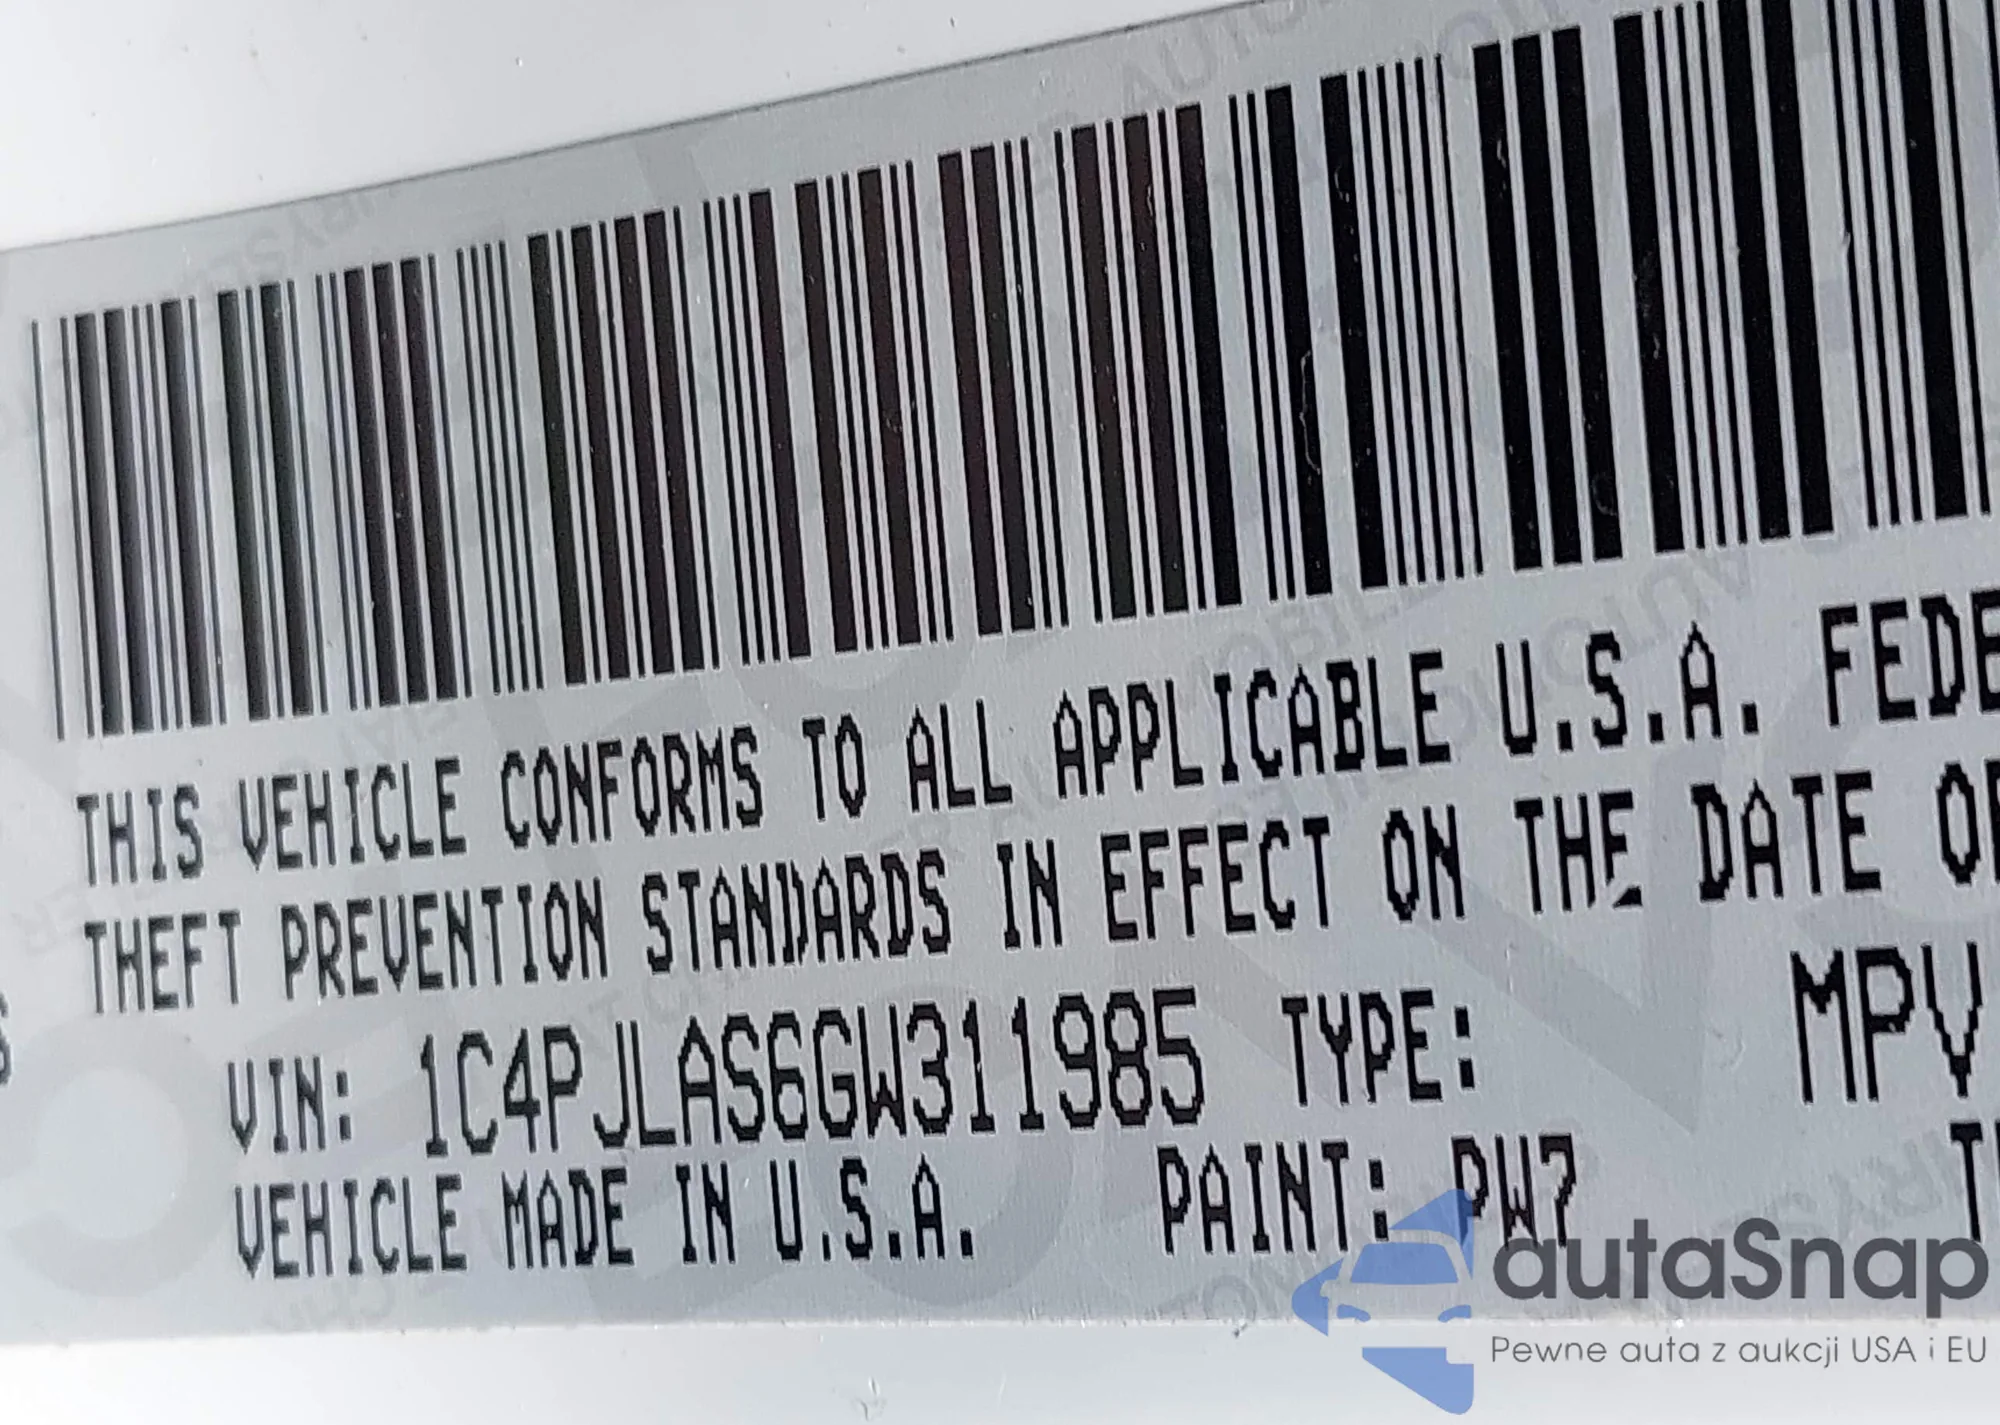 THIS VEHICLE CONFORMS TO ALL APPLICABLE U.S.A. FEDE
THEFT PREVENTION STANDARDS IN EFFECT ON THE DATE OF
VIN: 1C4PJLAS6GW311985 TYPE: MPV
VEHICLE MADE IN U.S.A. PAINT: PW7
autaSnap
Pewne auta z aukcji USA i EU